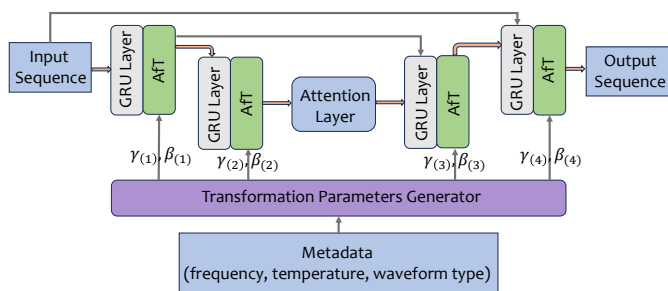 Input
Sequence
GRU Layer
AfT
GRU Layer
AfT
Attention
Layer
GRU Layer
AfT
GRU Layer
AfT
Output
Sequence
γ(1), β(1)
γ(2), β(2)
γ(3), β(3)
γ(4), β(4)
Transformation Parameters Generator
Metadata
(frequency, temperature, waveform type)